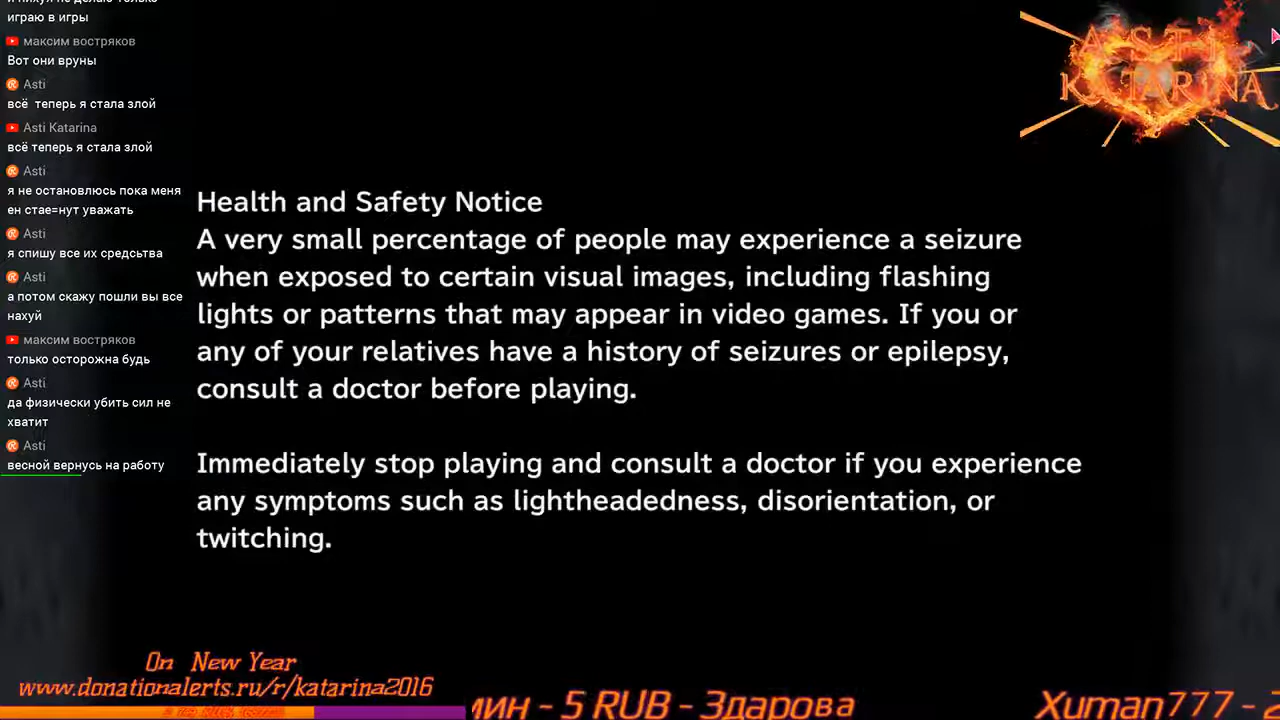 играю в игры
максим востряков
Вот они вруны
Asti
всё  теперь я стала злой
Asti Katarina
всё теперь я стала злой
Asti
я не остановлюсь пока меня
ен стае=нут уважать
Asti
я спишу все их средсьтва
Asti
а потом скажу пошли вы все
нахуй
максим востряков
только осторожна будь
Asti
да физически убить сил не
хватит
Asti
весной вернусь на работу
ASTI
KATARINA
Health and Safety Notice
A very small percentage of people may experience a seizure
when exposed to certain visual images, including flashing
lights or patterns that may appear in video games. If you or
any of your relatives have a history of seizures or epilepsy,
consult a doctor before playing.
Immediately stop playing and consult a doctor if you experience
any symptoms such as lightheadedness, disorientation, or
twitching.
On New Year
www.donationalerts.ru/r/katarina2016
мин - 5 RUB - Здарова
Xuman777 - 2